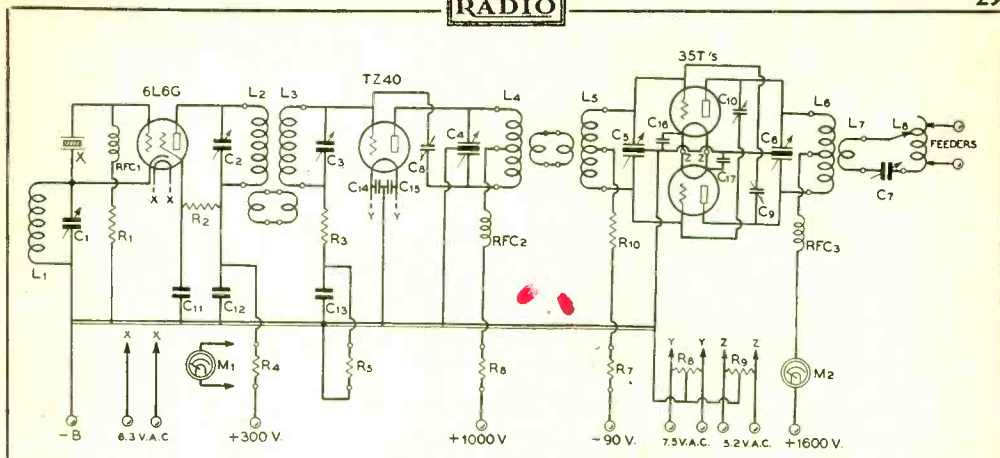 RADIO
29
6L6G
L2
L3
TZ40
L4
L5
35T's
C10
L6
L7
L8
FEEDERS
X
RFC1
C2
C3
C8
C4
C5
C16
Z Z
C6
C17
C9
C7
C14
C15
X X
Y Y
C1
R1
R2
R3
RFC2
R10
RFC3
L1
C11
C12
C13
X X
M1
R4
R5
R6
R7
Y R8 Y Z R9 Z
M2
-B
6.3 V.A.C.
+300 V.
+1000 V.
-90 V.
7.5 V.A.C.
5.2 V.A.C.
+1600 V.